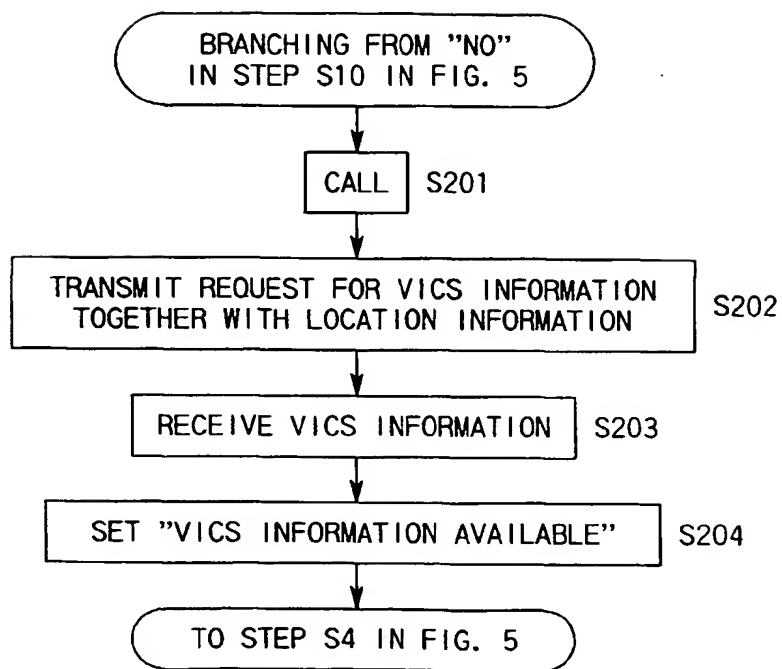 BRANCHING FROM "NO"
IN STEP S10 IN FIG. 5
CALL S201
TRANSMIT REQUEST FOR VICS INFORMATION
TOGETHER WITH LOCATION INFORMATION
S202
RECEIVE VICS INFORMATION S203
SET "VICS INFORMATION AVAILABLE" S204
TO STEP S4 IN FIG. 5